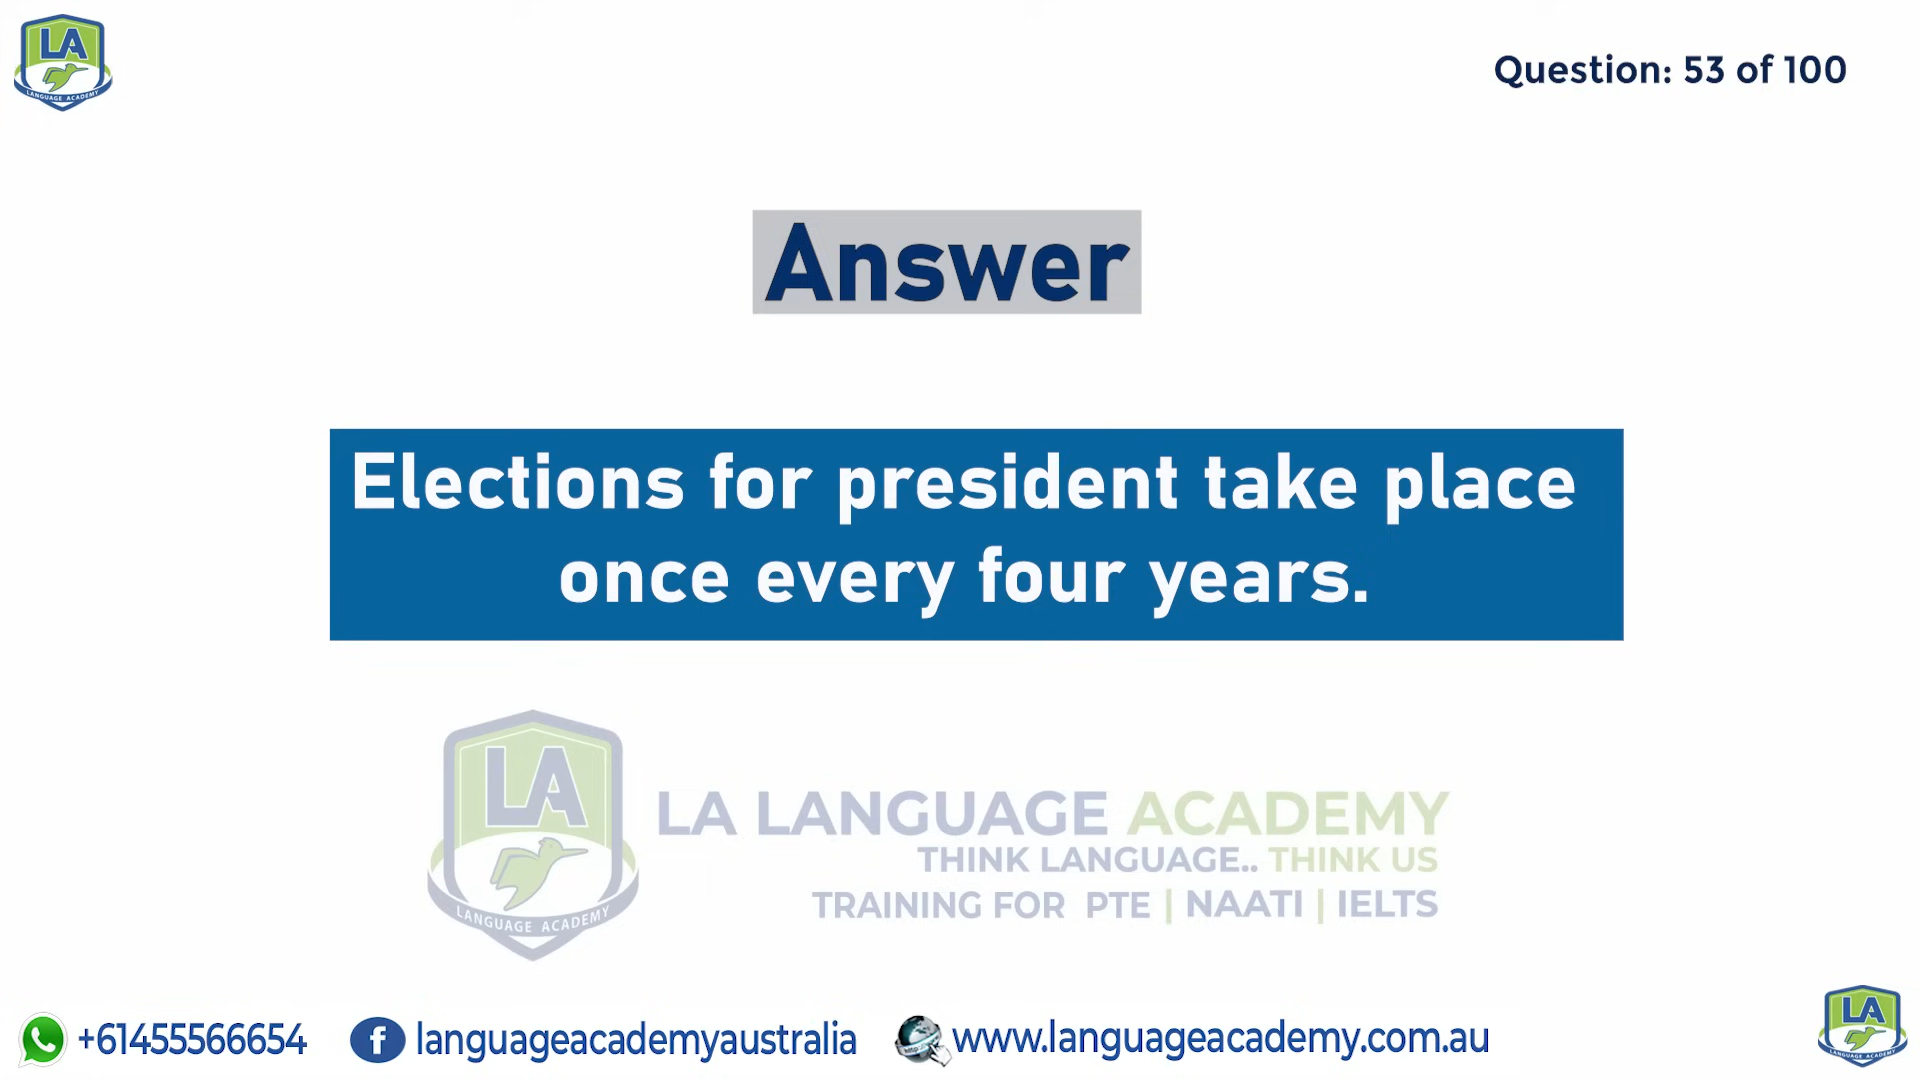 LA
LANGUAGE ACADEMY
Question: 53 of 100
Answer
Elections for president take place
once every four years.
LA
LANGUAGE ACADEMY
LA LANGUAGE ACADEMY
THINK LANGUAGE.. THINK US
TRAINING FOR PTE | NAATI | IELTS
+61455566654
f languageacademyaustralia
http www.languageacademy.com.au
LA
LANGUAGE ACADEMY